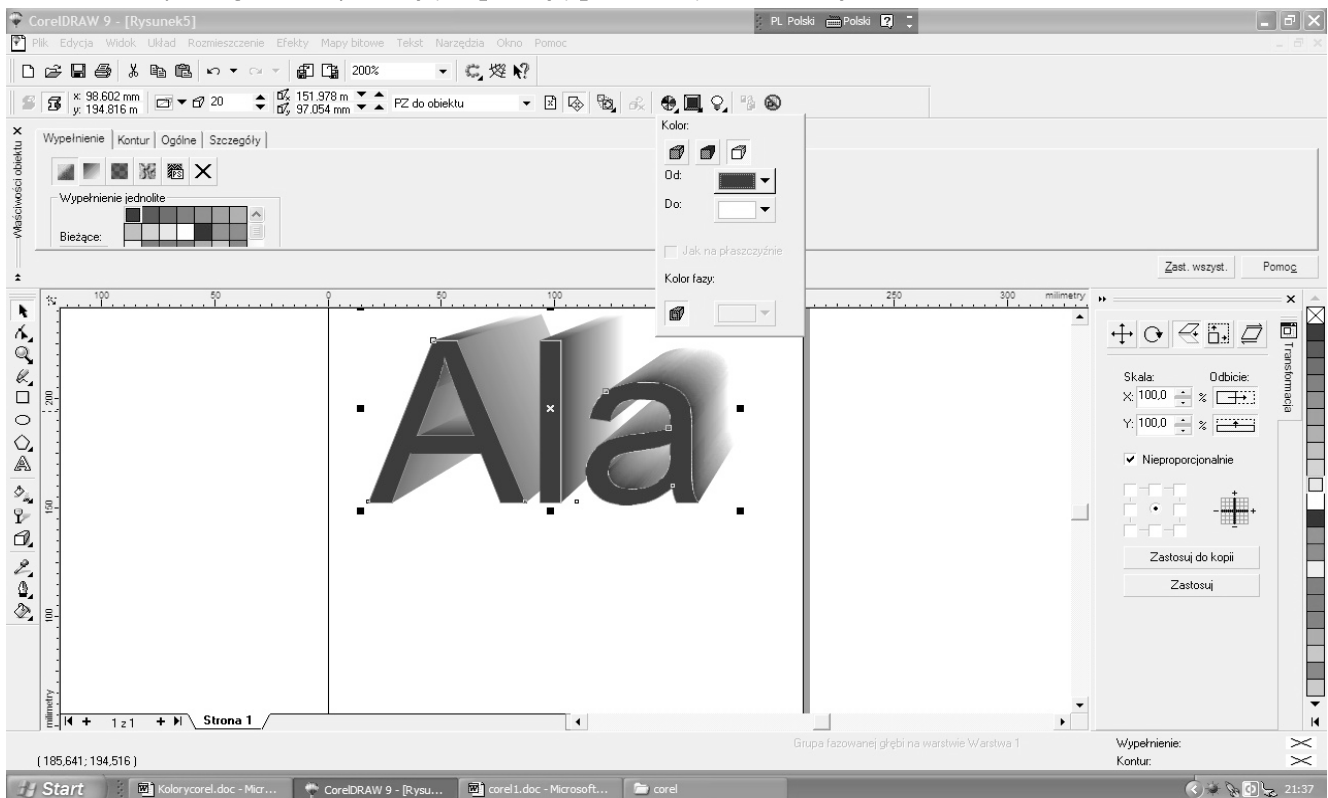 CorelDRAW 9 - [Rysunek5]
PL Polski Polski
Plik Edycja Widok Układ Rozmieszczenie Efekty Mapy bitowe Tekst Narzędzia Okno Pomoc
200%
x: 98.602 mm
y: 194.816 m
20
151.978 m
97.054 mm
PZ do obiektu
Kolor:
Od:
Do:
Jak na płaszczyźnie
Kolor fazy:
Właściwości obiektu
Wypełnienie Kontur Ogólne Szczegóły
PS
Wypełnienie jednolite
Bieżące:
Zast. wszyst. Pomoc
100 50 0 50 100 250 300 milimetry
Ala
150
100
milimetry
Transformacja
Skala: Odbicie:
X: 100,0 %
Y: 100,0 %
Nieproporcjonalnie
Zastosuj do kopii
Zastosuj
1 z 1 Strona 1
Grupa fazowanej głębi na warstwie Warstwa 1
Wypełnienie:
( 185,641; 194,516 )
Kontur:
Start Kolorycorel.doc - Micr... CorelDRAW 9 - [Rysu... corel1.doc - Microsoft... corel 21:37